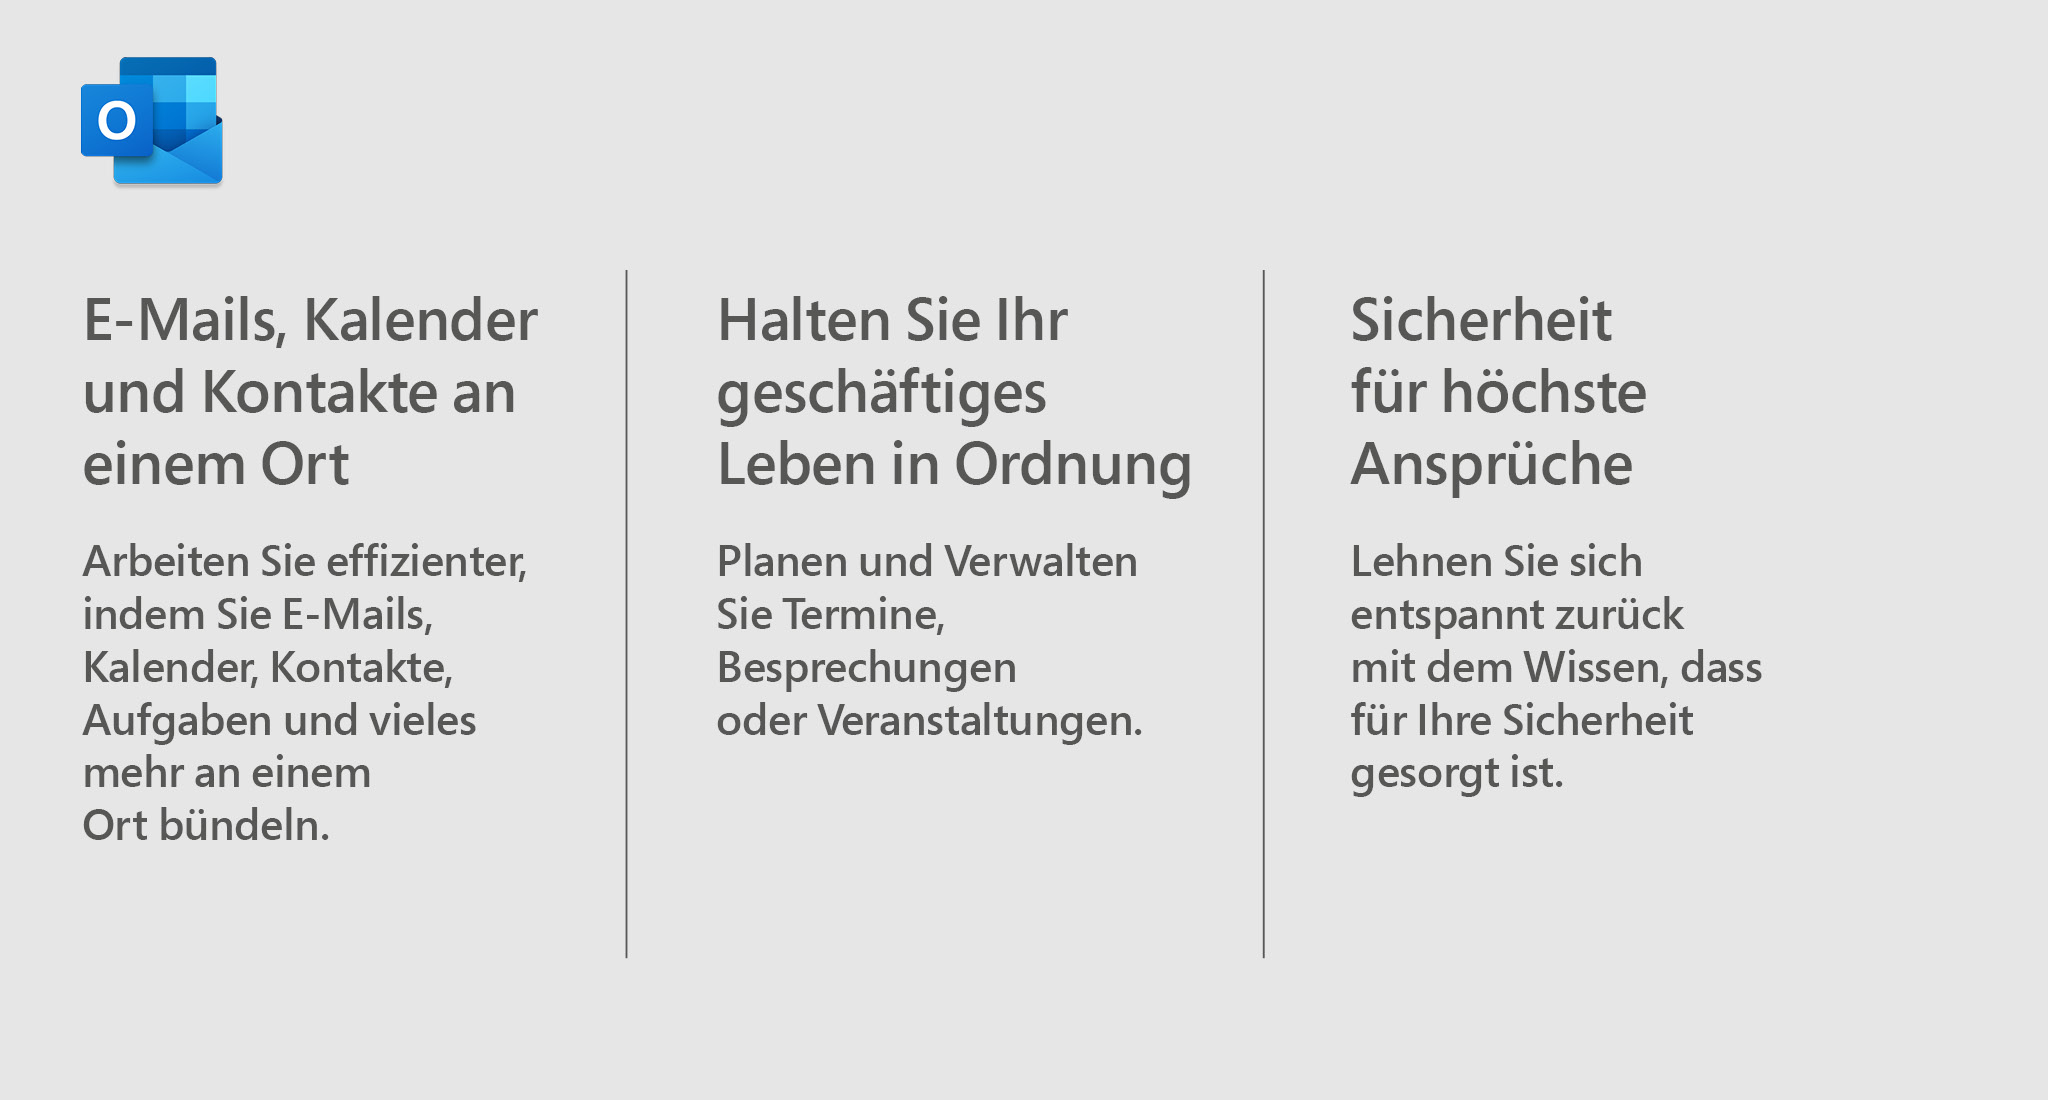 O
E-Mails, Kalender
und Kontakte an
einem Ort
Arbeiten Sie effizienter,
indem Sie E-Mails,
Kalender, Kontakte,
Aufgaben und vieles
mehr an einem
Ort bündeln.
Halten Sie Ihr
geschäftiges
Leben in Ordnung
Planen und Verwalten
Sie Termine,
Besprechungen
oder Veranstaltungen.
Sicherheit
für höchste
Ansprüche
Lehnen Sie sich
entspannt zurück
mit dem Wissen, dass
für Ihre Sicherheit
gesorgt ist.